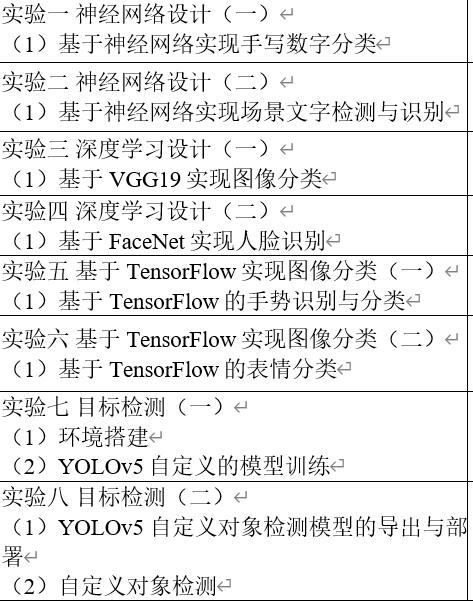 实验一 神经网络设计（一）
（1）基于神经网络实现手写数字分类
实验二 神经网络设计（二）
（1）基于神经网络实现场景文字检测与识别
实验三 深度学习设计（一）
（1）基于 VGG19 实现图像分类
实验四 深度学习设计（二）
（1）基于 FaceNet 实现人脸识别
实验五 基于 TensorFlow 实现图像分类（一）
（1）基于 TensorFlow 的手势识别与分类
实验六 基于 TensorFlow 实现图像分类（二）
（1）基于 TensorFlow 的表情分类
实验七 目标检测（一）
（1）环境搭建
（2）YOLOv5 自定义的模型训练
实验八 目标检测（二）
（1）YOLOv5 自定义对象检测模型的导出与部
署
（2）自定义对象检测